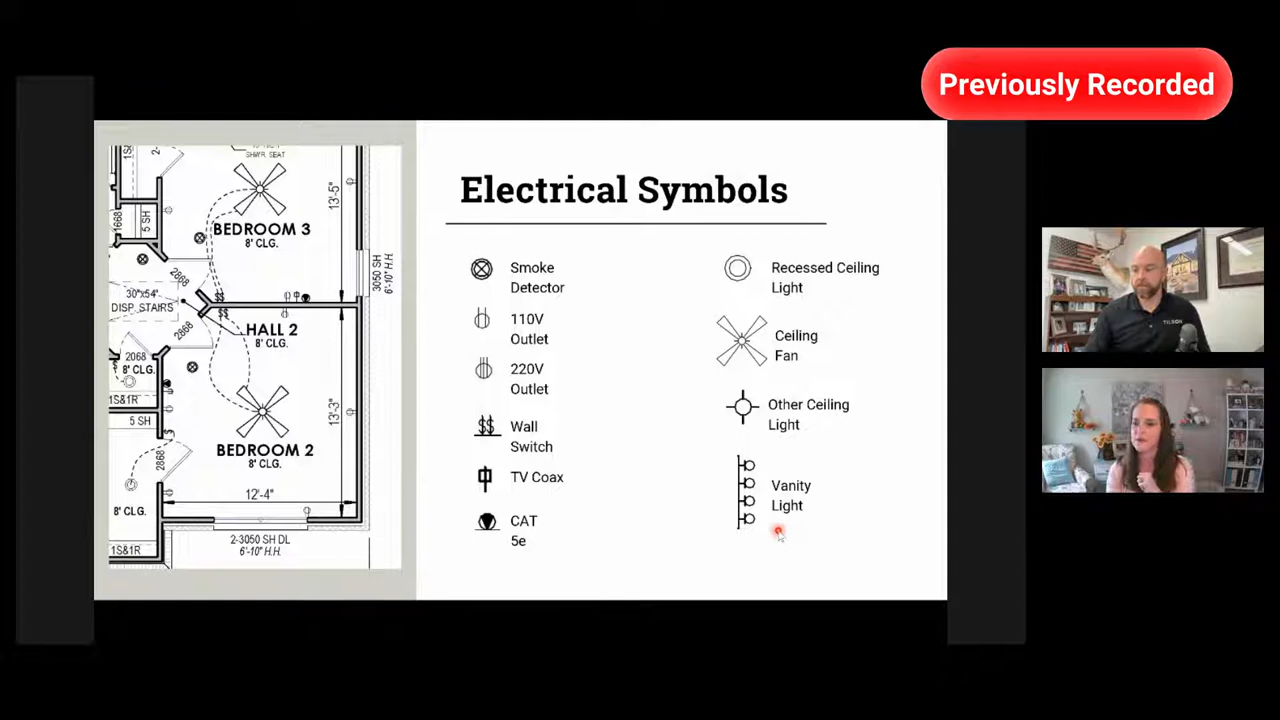 Previously Recorded
SHWR. SEAT
13'-5"
BEDROOM 3
8' CLG.
1668
5 SH
2868
3050 SH
6'-10" H.H.
30"x54"
DISP. STAIRS
HALL 2
8' CLG.
2868
2068
8' CLG.
1S&1R
5 SH
13'-3"
BEDROOM 2
8' CLG.
2868
12'-4"
8' CLG.
1S&1R
2-3050 SH DL
6'-10" H.H.
Electrical Symbols
Smoke
Detector
110V
Outlet
220V
Outlet
Wall
Switch
TV Coax
CAT
5e
Recessed Ceiling
Light
Ceiling
Fan
Other Ceiling
Light
Vanity
Light
TILSON